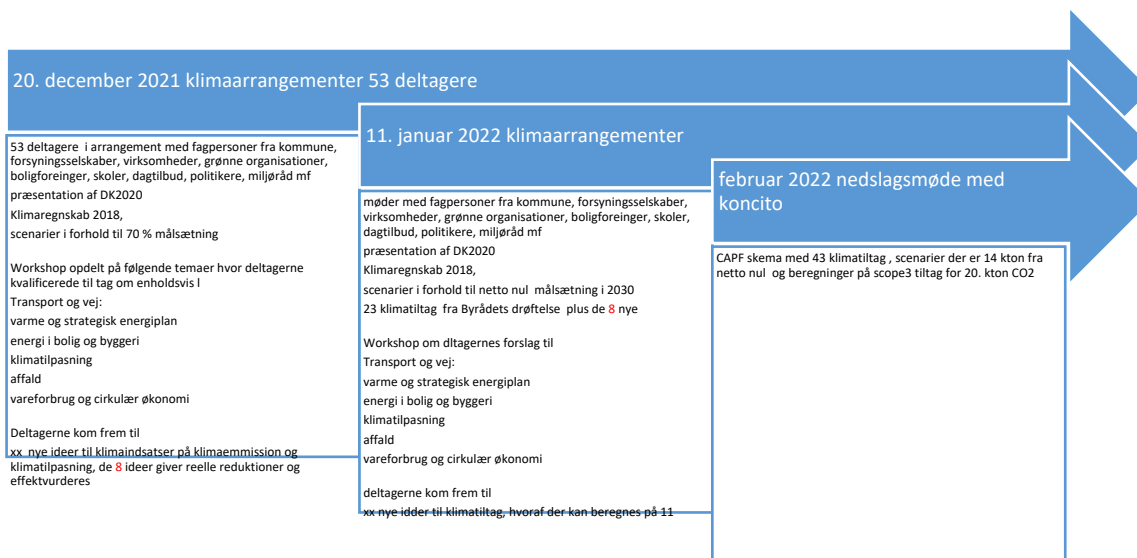 20. december 2021 klimaarrangementer 53 deltagere
53 deltagere i arrangement med fagpersoner fra kommune,
forsyningsselskaber, virksomheder, grønne organisationer,
boligforeinger, skoler, dagtilbud, politikere, miljøråd mf
præsentation af DK2020
Klimaregnskab 2018,
scenarier i forhold til 70 % målsætning
Workshop opdelt på følgende temaer hvor deltagerne
kvalificerede til tag om enholdsvis l
Transport og vej:
varme og strategisk energiplan
energi i bolig og byggeri
klimatilpasning
affald
vareforbrug og cirkulær økonomi
Deltagerne kom frem til
xx nye ideer til klimaindsatser på klimaemmission og
klimatilpasning, de 8 ideer giver reelle reduktioner og
effektvurderes
11. januar 2022 klimaarrangementer
møder med fagpersoner fra kommune, forsyningsselskaber,
virksomheder, grønne organisationer, boligforeinger, skoler,
dagtilbud, politikere, miljøråd mf
præsentation af DK2020
Klimaregnskab 2018,
scenarier i forhold til netto nul målsætning i 2030
23 klimatiltag fra Byrådets drøftelse plus de 8 nye
Workshop om dltagernes forslag til
Transport og vej:
varme og strategisk energiplan
energi i bolig og byggeri
klimatilpasning
affald
vareforbrug og cirkulær økonomi
deltagerne kom frem til
xx nye idder til klimatiltag, hvoraf der kan beregnes på 11
februar 2022 nedslagsmøde med
koncito
CAPF skema med 43 klimatiltag , scenarier der er 14 kton fra
netto nul og beregninger på scope3 tiltag for 20. kton CO2